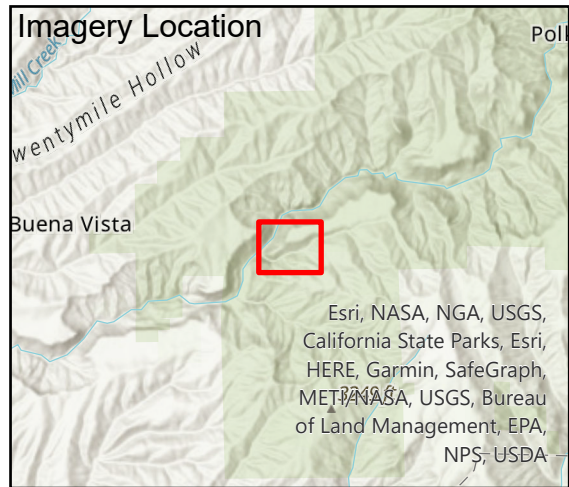 Imagery Location
Polk
Mill Creek
wentymile Hollow
Buena Vista
Esri, NASA, NGA, USGS,
California State Parks, Esri,
HERE, Garmin, SafeGraph,
METI/NASA, USGS, Bureau
of Land Management, EPA,
NPS, USDA